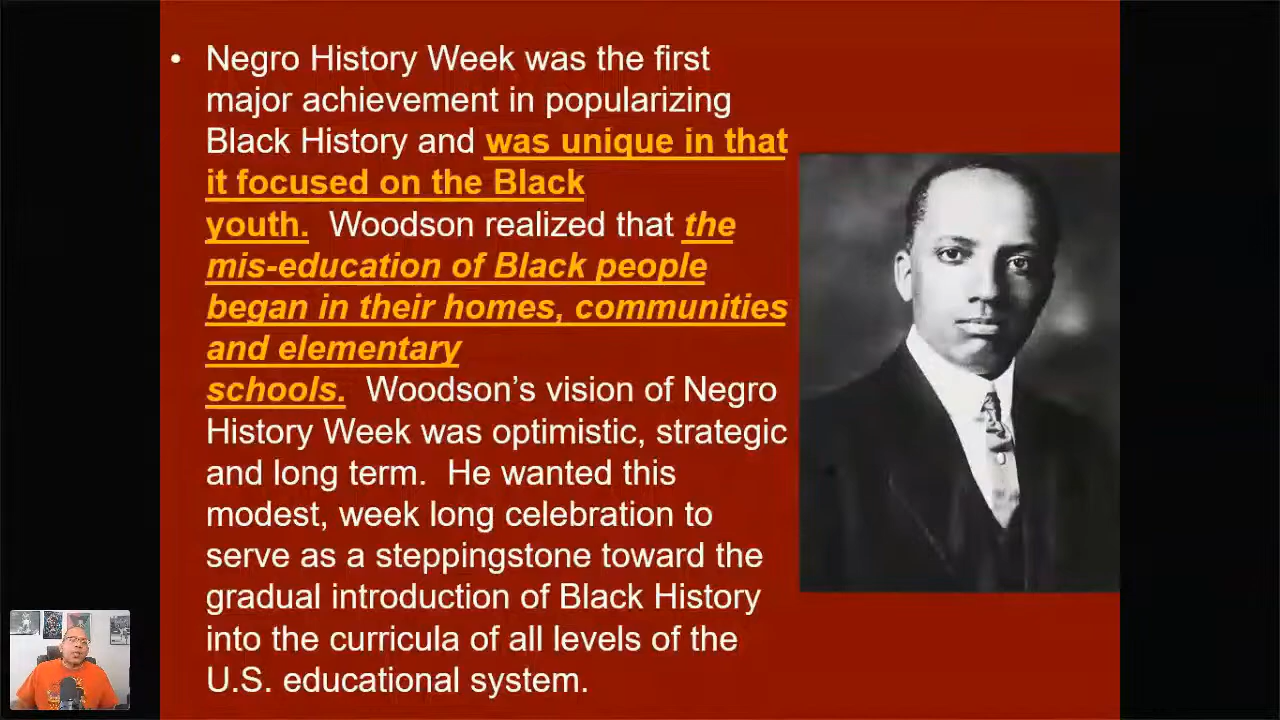 • Negro History Week was the first
major achievement in popularizing
Black History and was unique in that
it focused on the Black
youth. Woodson realized that the
mis-education of Black people
began in their homes, communities
and elementary
schools. Woodson’s vision of Negro
History Week was optimistic, strategic
and long term. He wanted this
modest, week long celebration to
serve as a steppingstone toward the
gradual introduction of Black History
into the curricula of all levels of the
U.S. educational system.